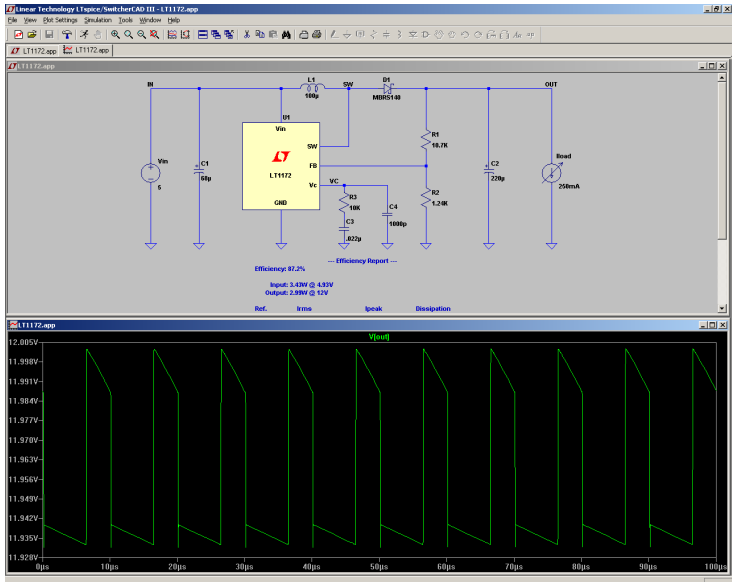 Linear Technology LTspice/SwitcherCAD III - LT1172.app
File View Plot Settings Simulation Tools Window Help
LT1172.app LT1172.app
LT1172.app
IN L1 SW D1 OUT
100µ MBRS140
U1
Vin
SW
FB
LT1172
Vc
GND
Vin
5
C1
68µ
VC
R3
10K
C3
.022µ
C4
1000p
R1
10.7K
R2
1.24K
C2
220µ
Iload
250mA
--- Efficiency Report ---
Efficiency: 87.2%
Input: 3.43W @ 4.93V
Output: 2.99W @ 12V
Ref. Irms Ipeak Dissipation
LT1172.app
V[out]
12.005V
11.998V
11.991V
11.984V
11.977V
11.970V
11.963V
11.956V
11.949V
11.942V
11.935V
11.928V
0µs 10µs 20µs 30µs 40µs 50µs 60µs 70µs 80µs 90µs 100µs